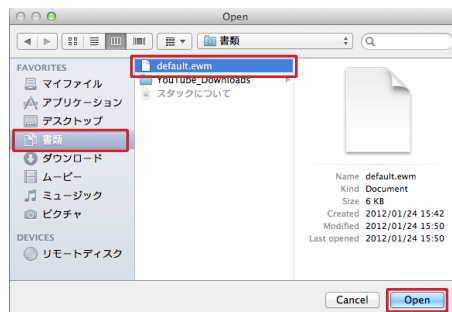 Open
書類
FAVORITES
マイファイル
アプリケーション
デスクトップ
書類
ダウンロード
ムービー
ミュージック
ピクチャ
DEVICES
リモートディスク
default.ewm
YouTube_Downloads
スタックについて
Name default.ewm
Kind Document
Size 6 KB
Created 2012/01/24 15:42
Modified 2012/01/24 15:50
Last opened 2012/01/24 15:50
Cancel
Open